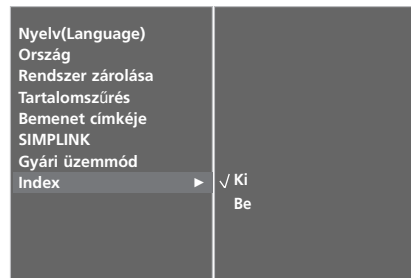 Nyelv(Language)
Ország
Rendszer zárolása
Tartalomszűrés
Bemenet címkéje
SIMPLINK
Gyári üzemmód
Index ► √ Ki
Be